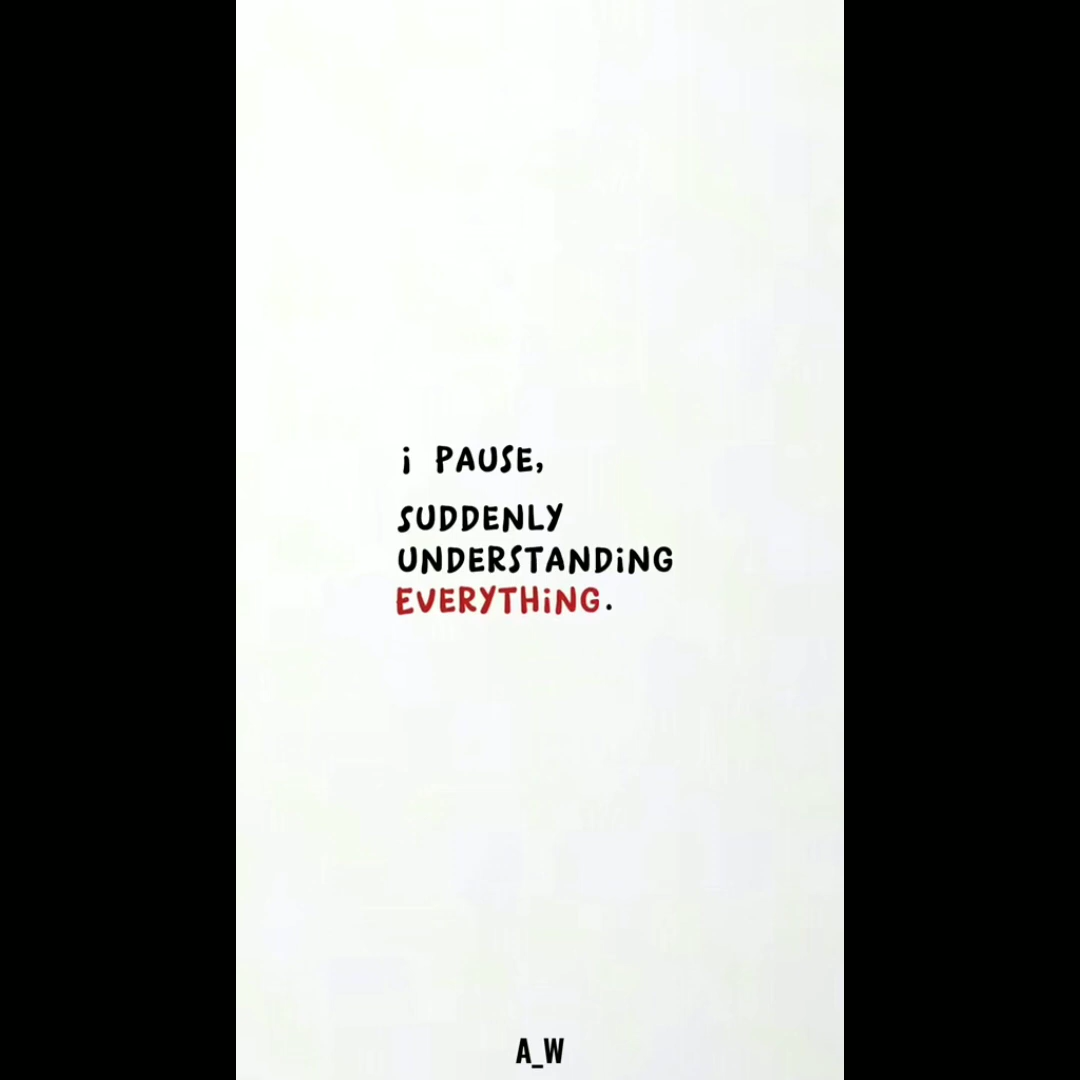 i PAUSE,
SUDDENLY
UNDERSTANDiNG
EVERYTHiNG.
A_W